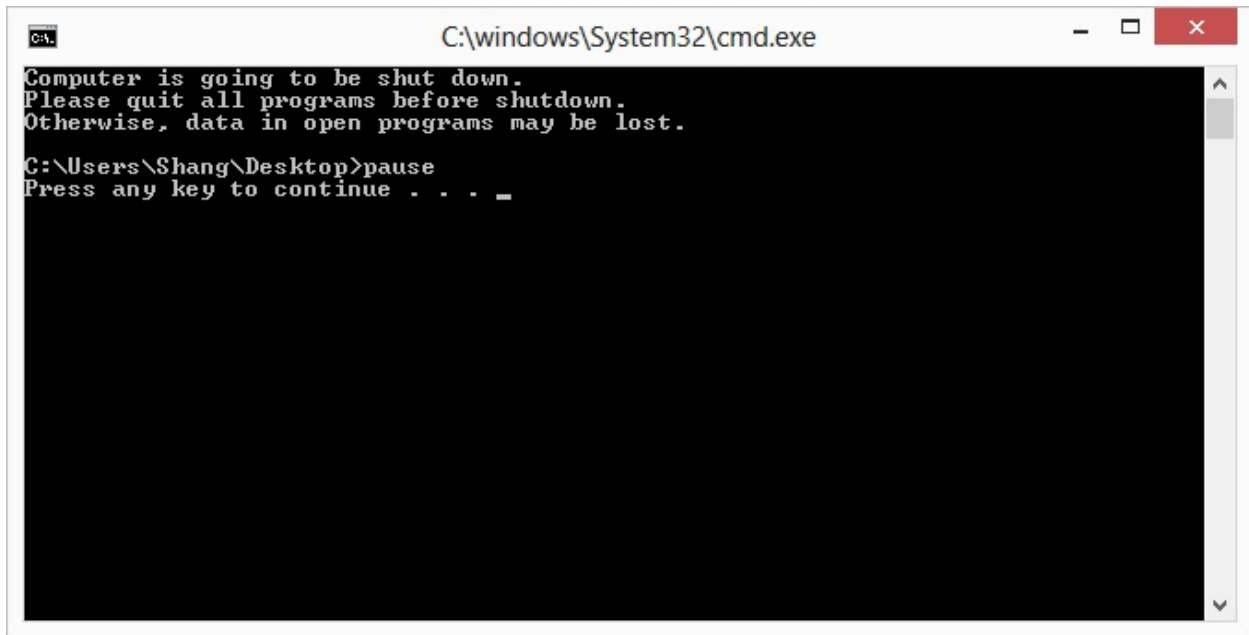 C:\windows\System32\cmd.exe
Computer is going to be shut down.
Please quit all programs before shutdown.
Otherwise, data in open programs may be lost.
C:\Users\Shang\Desktop>pause
Press any key to continue . . . _